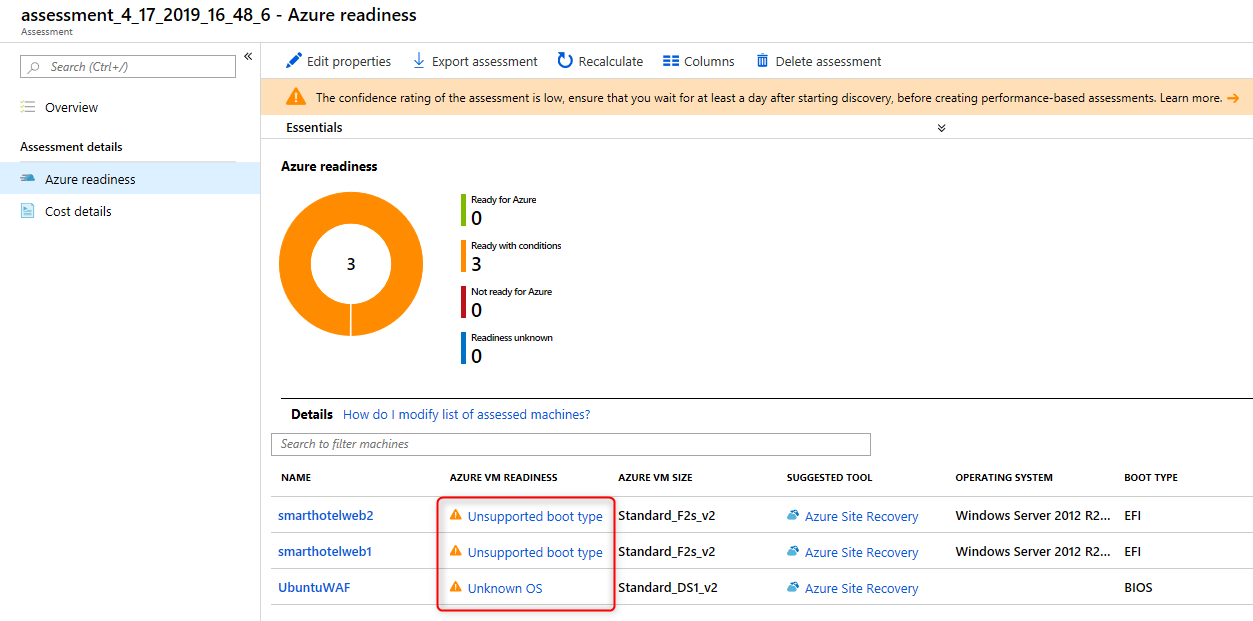 assessment_4_17_2019_16_48_6 - Azure readiness
Assessment
Search (Ctrl+/)
Overview
Assessment details
Azure readiness
Cost details
Edit properties Export assessment Recalculate Columns Delete assessment
The confidence rating of the assessment is low, ensure that you wait for at least a day after starting discovery, before creating performance-based assessments. Learn more.
Essentials
Azure readiness
3
Ready for Azure
0
Ready with conditions
3
Not ready for Azure
0
Readiness unknown
0
Details How do I modify list of assessed machines?
Search to filter machines
NAME AZURE VM READINESS AZURE VM SIZE SUGGESTED TOOL OPERATING SYSTEM BOOT TYPE
smarthotelweb2 Unsupported boot type Standard_F2s_v2 Azure Site Recovery Windows Server 2012 R2... EFI
smarthotelweb1 Unsupported boot type Standard_F2s_v2 Azure Site Recovery Windows Server 2012 R2... EFI
UbuntuWAF Unknown OS Standard_DS1_v2 Azure Site Recovery BIOS